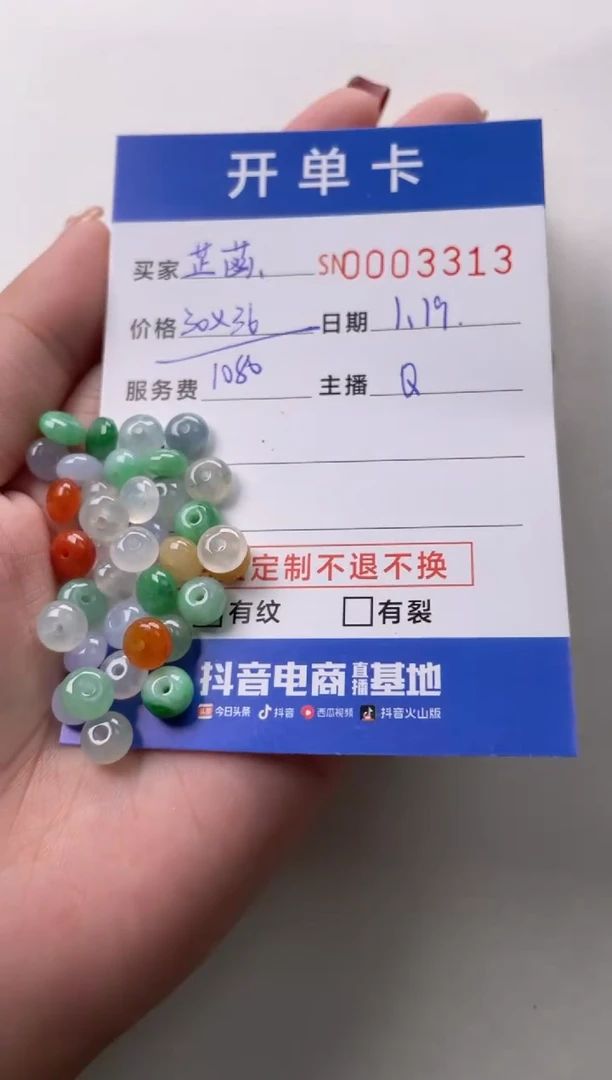 开单卡
买家 芷菡 SN0003313
价格 30X36 日期 1.19.
服务费 1080 主播 Q
定制不退不换
有纹 有裂
抖音电商直播基地
今日头条 抖音 西瓜视频 抖音火山版